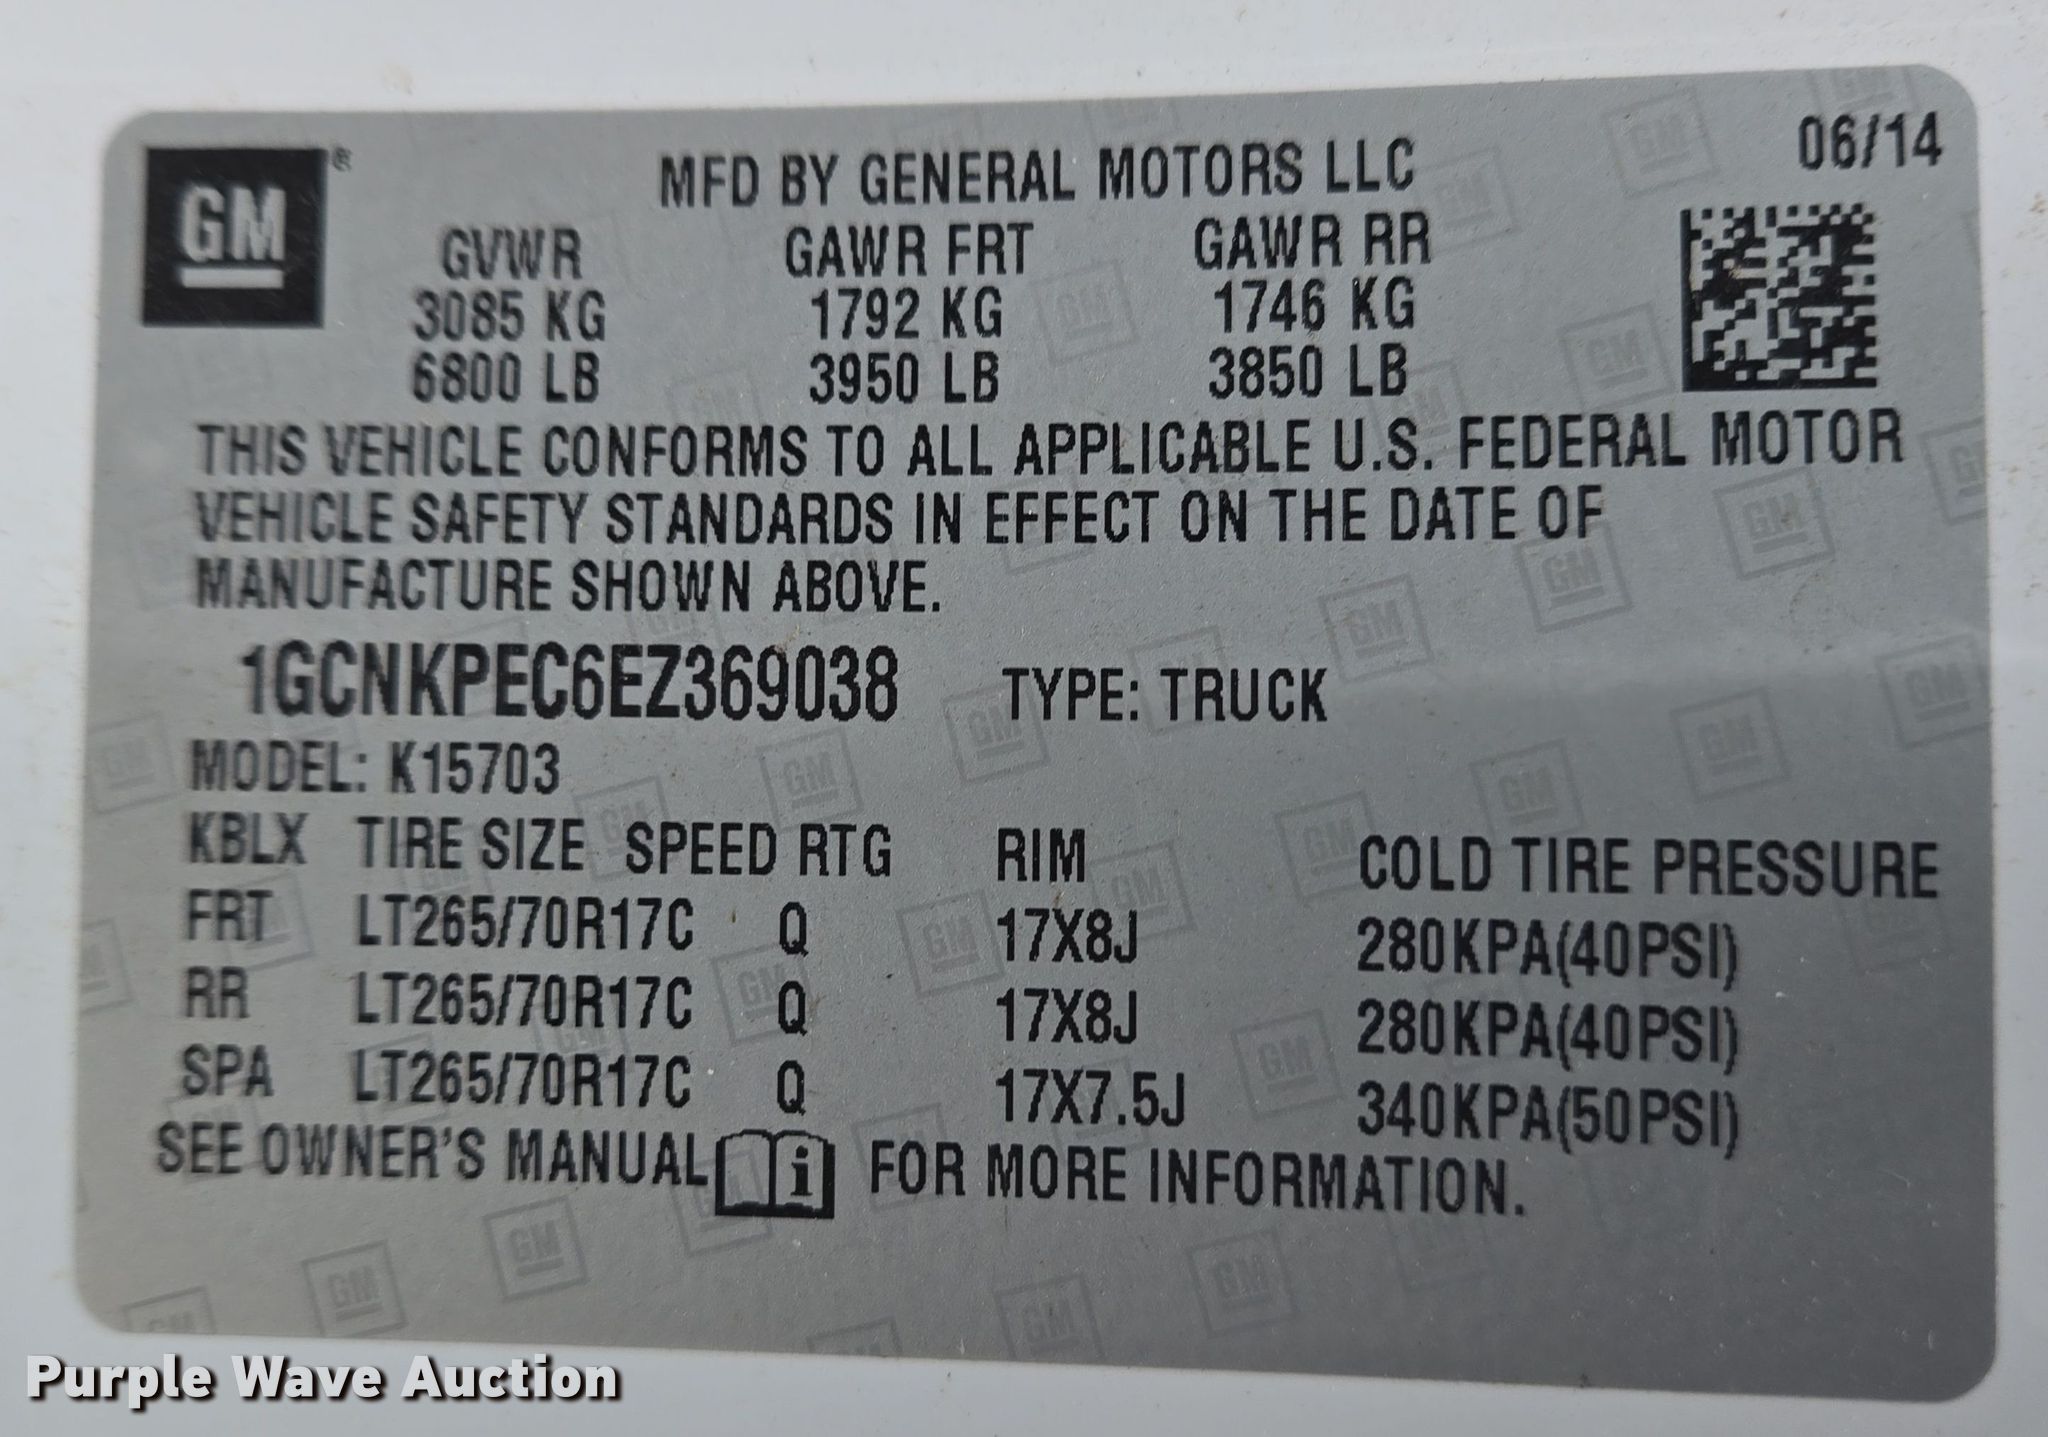 GM®
MFD BY GENERAL MOTORS LLC 06/14
GVWR GAWR FRT GAWR RR
3085 KG 1792 KG 1746 KG
6800 LB 3950 LB 3850 LB
THIS VEHICLE CONFORMS TO ALL APPLICABLE U.S. FEDERAL MOTOR
VEHICLE SAFETY STANDARDS IN EFFECT ON THE DATE OF
MANUFACTURE SHOWN ABOVE.
1GCNKPEC6EZ369038 TYPE: TRUCK
MODEL: K15703
KBLX TIRE SIZE SPEED RTG RIM COLD TIRE PRESSURE
FRT LT265/70R17C Q 17X8J 280KPA(40PSI)
RR LT265/70R17C Q 17X8J 280KPA(40PSI)
SPA LT265/70R17C Q 17X7.5J 340KPA(50PSI)
SEE OWNER'S MANUAL i FOR MORE INFORMATION.
Purple Wave Auction